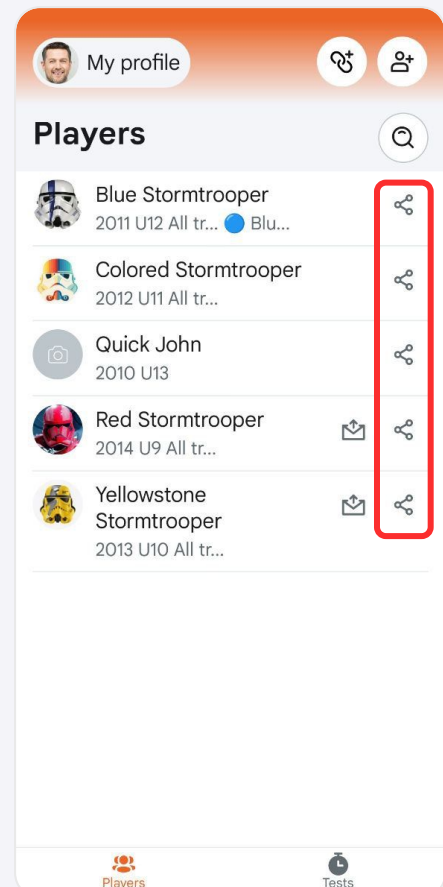 My profile
Players
Blue Stormtrooper
2011 U12 All tr... 🔵 Blu...
Colored Stormtrooper
2012 U11 All tr...
Quick John
2010 U13
Red Stormtrooper
2014 U9 All tr...
Yellowstone
Stormtrooper
2013 U10 All tr...
Players
Tests